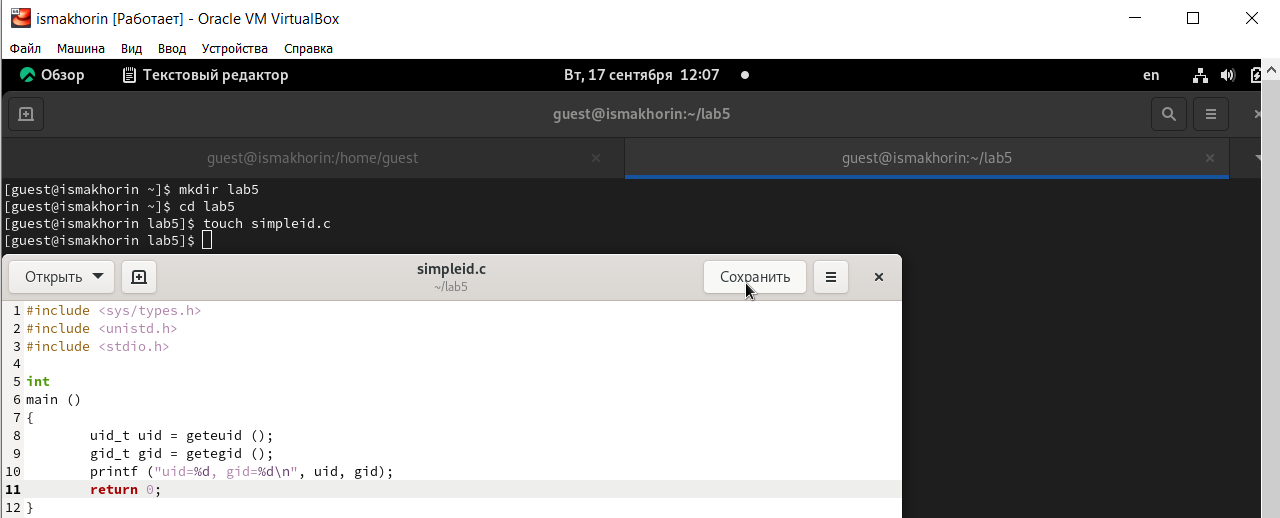 ismakhorin [Работает] - Oracle VM VirtualBox
Файл Машина Вид Ввод Устройства Справка
Обзор Текстовый редактор Вт, 17 сентября 12:07 en
guest@ismakhorin:~/lab5
guest@ismakhorin:/home/guest guest@ismakhorin:~/lab5
[guest@ismakhorin ~]$ mkdir lab5
[guest@ismakhorin ~]$ cd lab5
[guest@ismakhorin lab5]$ touch simpleid.c
[guest@ismakhorin lab5]$
Открыть simpleid.c Сохранить
~/lab5
1 #include <sys/types.h>
2 #include <unistd.h>
3 #include <stdio.h>
4
5 int
6 main ()
7 {
8 uid_t uid = geteuid ();
9 gid_t gid = getegid ();
10 printf ("uid=%d, gid=%d\n", uid, gid);
11 return 0;
12 }